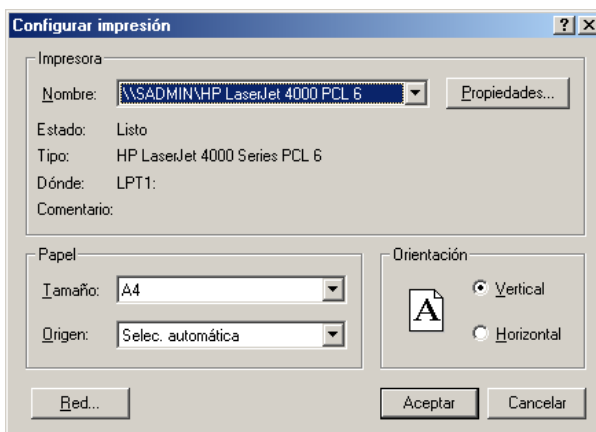 Configurar impresión
Impresora
Nombre: \\SADMIN\HP LaserJet 4000 PCL 6 Propiedades...
Estado: Listo
Tipo: HP LaserJet 4000 Series PCL 6
Dónde: LPT1:
Comentario:
Papel
Tamaño: A4
Origen: Selec. automática
Orientación
A
Vertical
Horizontal
Red... Aceptar Cancelar